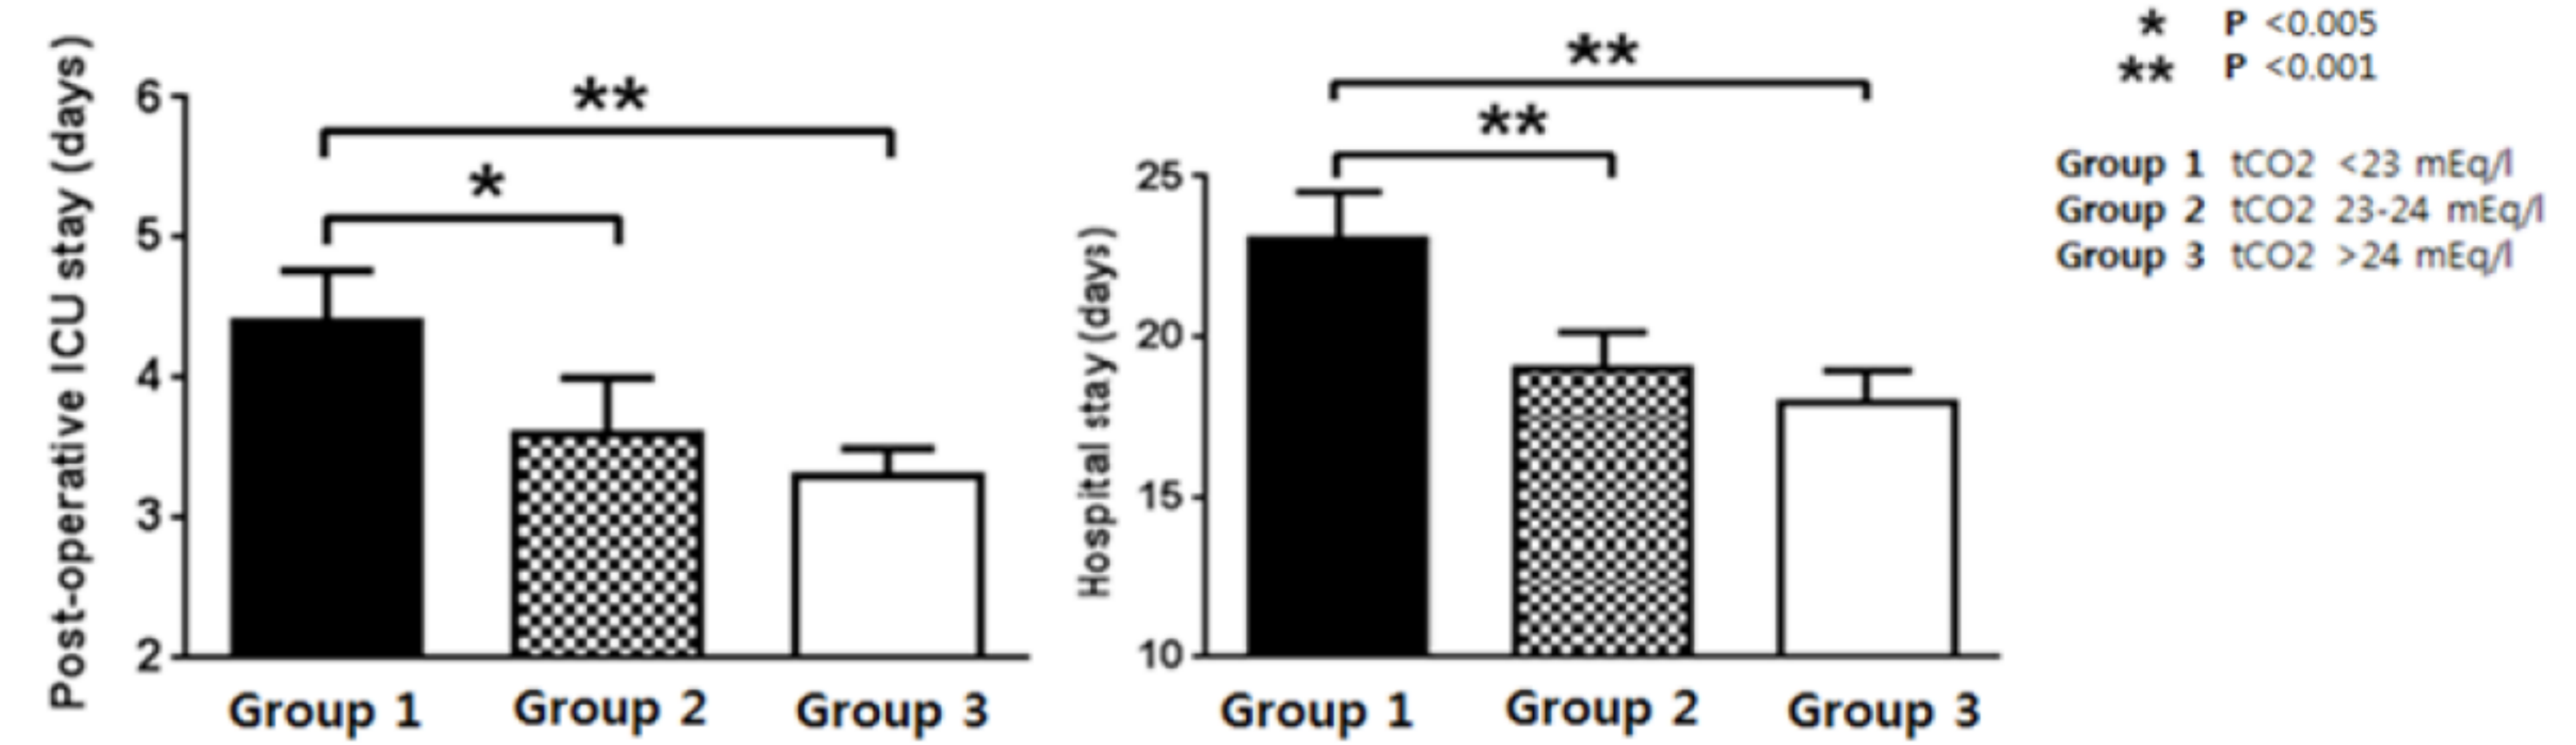 Post-operative ICU stay (days)
**
*
6
5
4
3
2
Group 1 Group 2 Group 3
Hospital stay (days)
**
**
25
20
15
10
Group 1 Group 2 Group 3
* P <0.005
** P <0.001
Group 1 tCO2 <23 mEq/l
Group 2 tCO2 23-24 mEq/l
Group 3 tCO2 >24 mEq/l